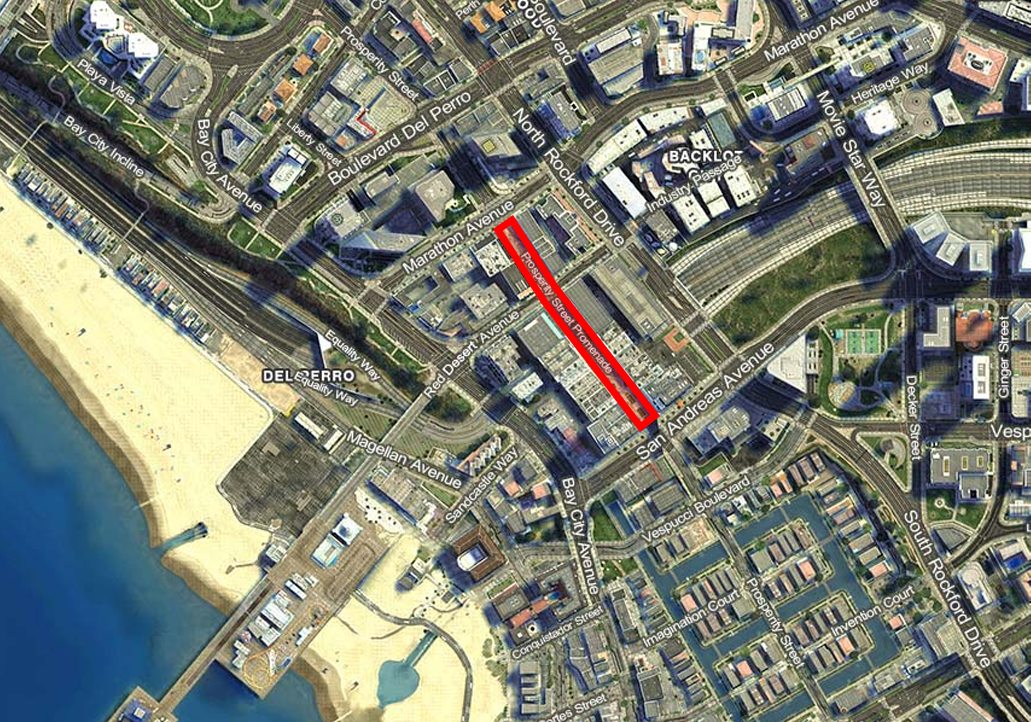 Perth
Boulevard
Marathon Avenue
Prosperity Street
Playa Vista
Heritage Way
Movie Star Way
Boulevard Del Perro
North Rockford Drive
Liberty Street
Bay City Incline
Bay City Avenue
BACKLOT
Industry Passage
Marathon Avenue
Prosperity Street Promenade
Red Desert Avenue
Equality Way
DEL PERRO
Equality Way
San Andreas Avenue
Ginger Street
Decker Street
Vesp
Magellan Avenue
Sandcastle Way
Bay City Avenue
Vespucci Boulevard
South Rockford Drive
Imagination Court
Prosperity Street
Invention Court
Conquistador Street
Street